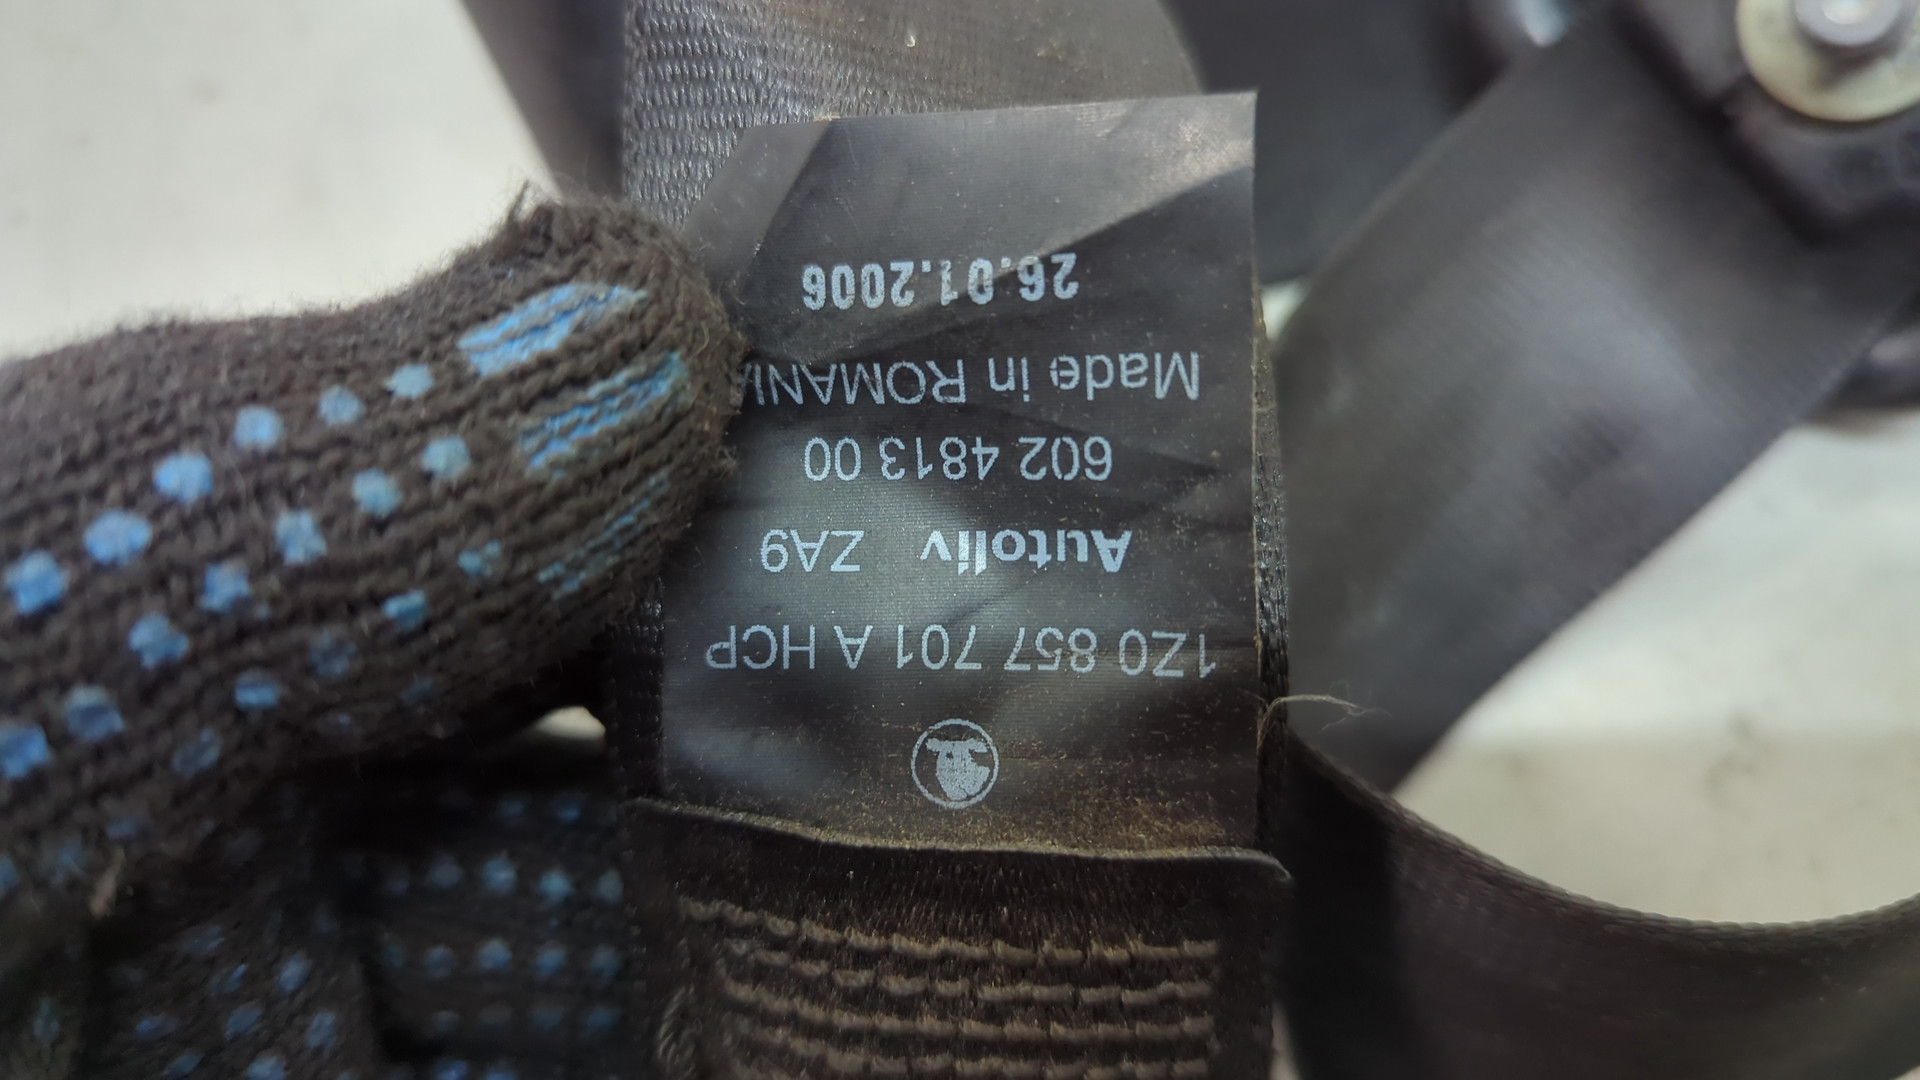 1Z0 857 701 A HCP
Autoliv ZA9
602 4813 00
Made in ROMANIA
26.01.2006